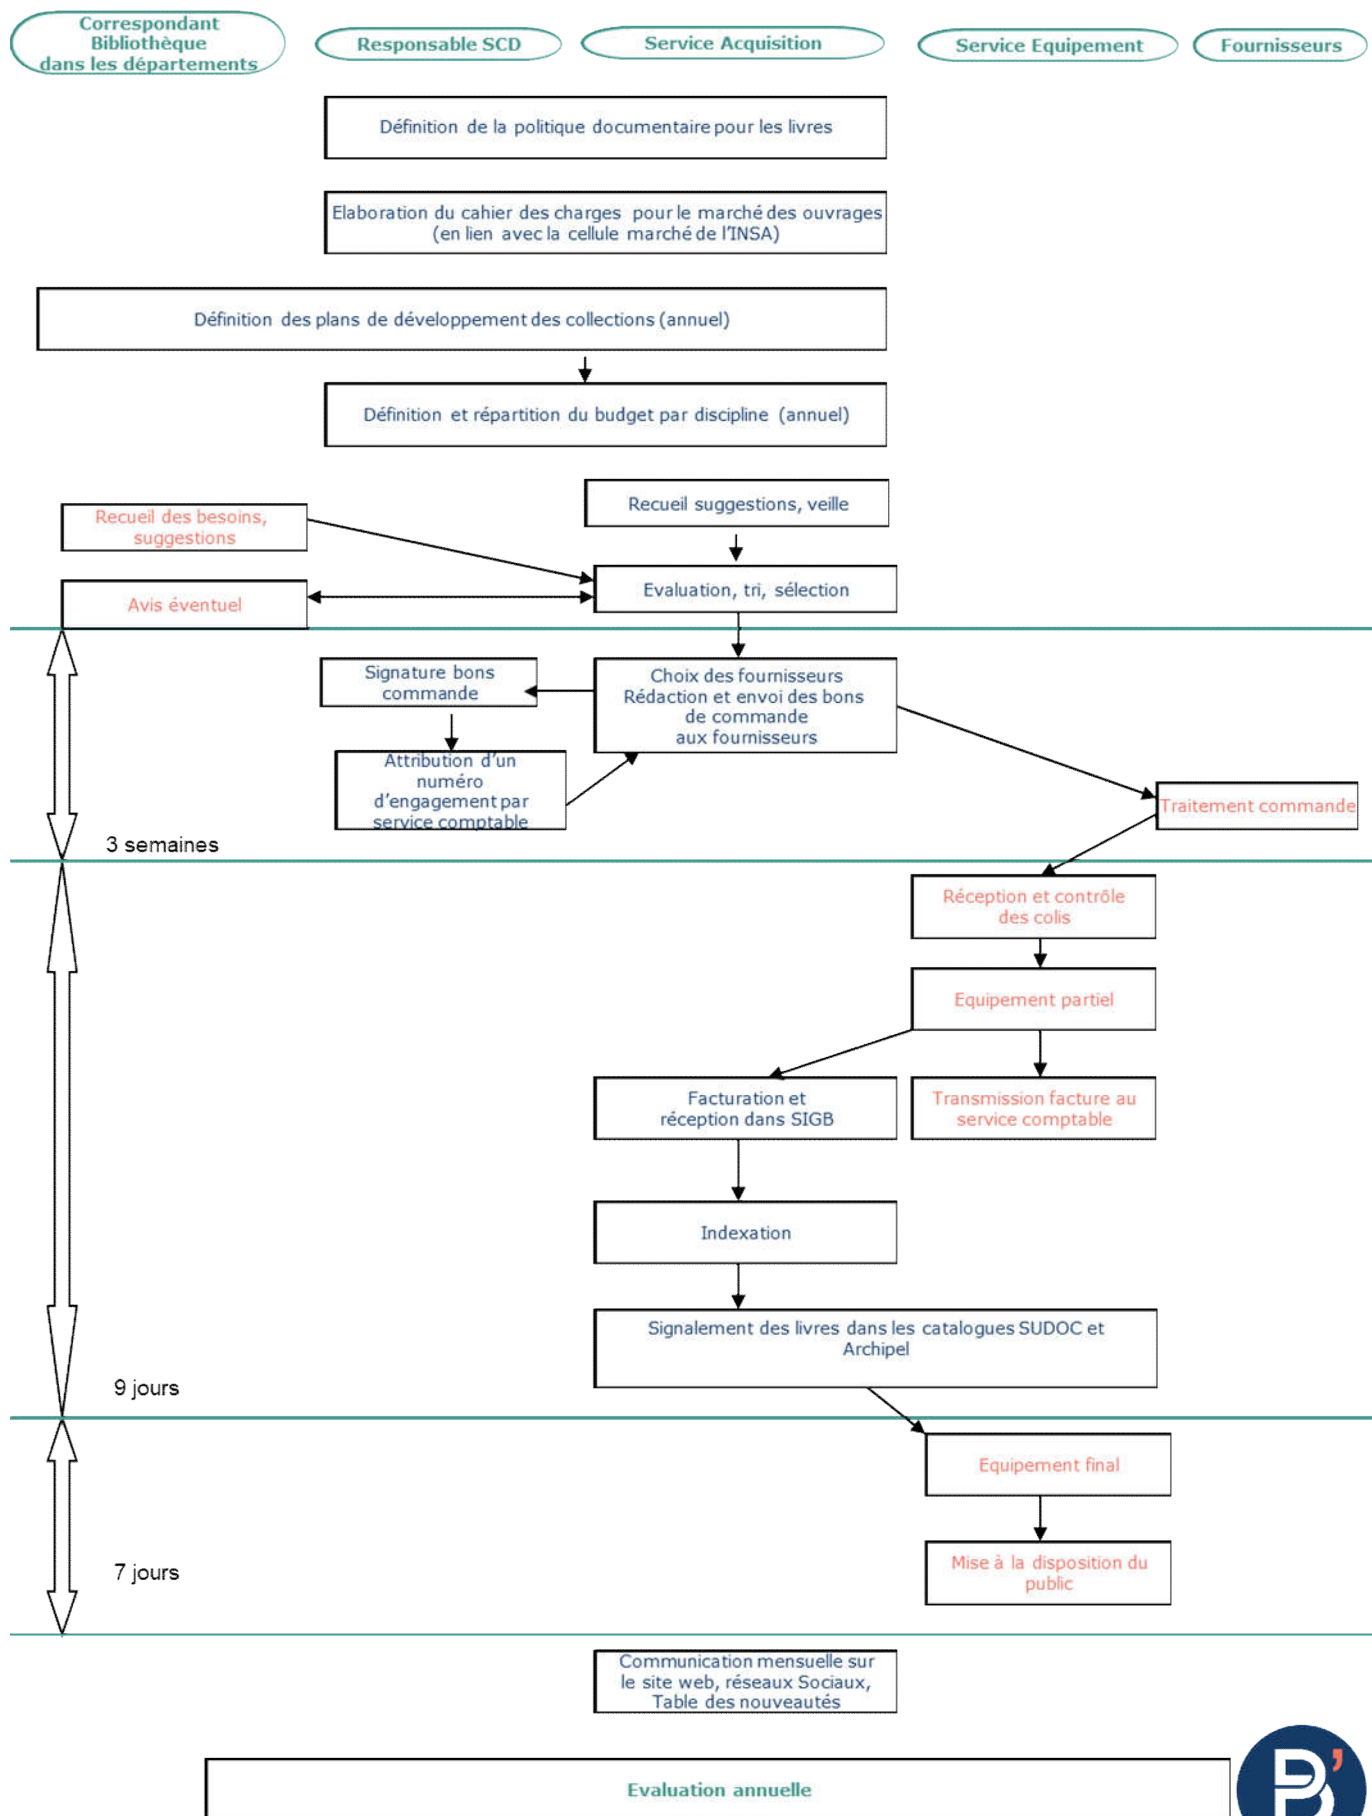 Correspondant
Bibliothèque
dans les départements
Responsable SCD
Service Acquisition
Service Equipement
Fournisseurs
Définition de la politique documentaire pour les livres
Elaboration du cahier des charges pour le marché des ouvrages
(en lien avec la cellule marché de l'INSA)
Définition des plans de développement des collections (annuel)
Définition et répartition du budget par discipline (annuel)
Recueil suggestions, veille
Recueil des besoins,
suggestions
Evaluation, tri, sélection
Avis éventuel
Signature bons
commande
Choix des fournisseurs
Rédaction et envoi des bons
de commande
aux fournisseurs
Attribution d'un
numéro
d'engagement par
service comptable
Traitement commande
3 semaines
Réception et contrôle
des colis
Equipement partiel
Facturation et
réception dans SIGB
Transmission facture au
service comptable
Indexation
Signalement des livres dans les catalogues SUDOC et
Archipel
9 jours
Equipement final
Mise à la disposition du
public
7 jours
Communication mensuelle sur
le site web, réseaux Sociaux,
Table des nouveautés
Evaluation annuelle
B'